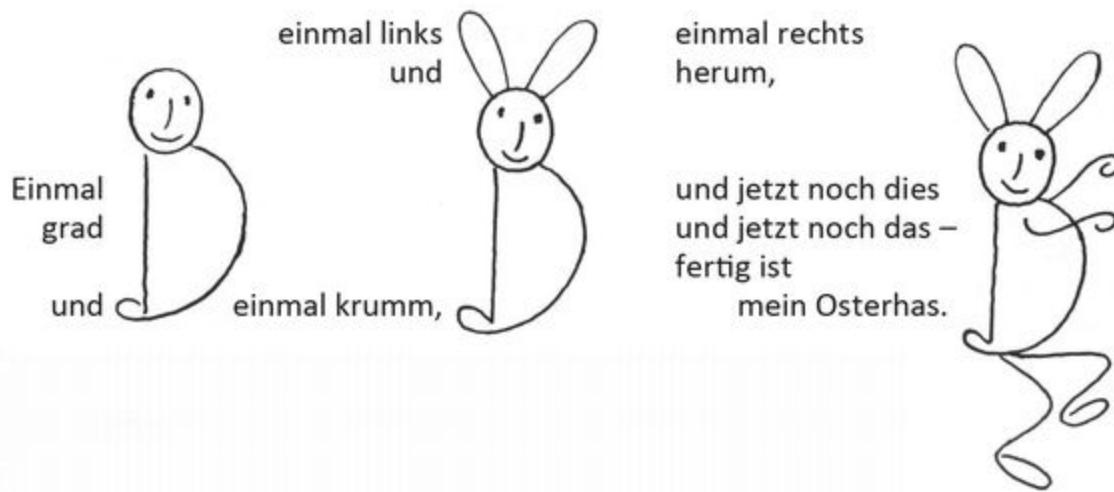 Einmal
grad
und
einmal krumm,
einmal links
und
einmal rechts
herum,
und jetzt noch dies
und jetzt noch das –
fertig ist
mein Osterhas.